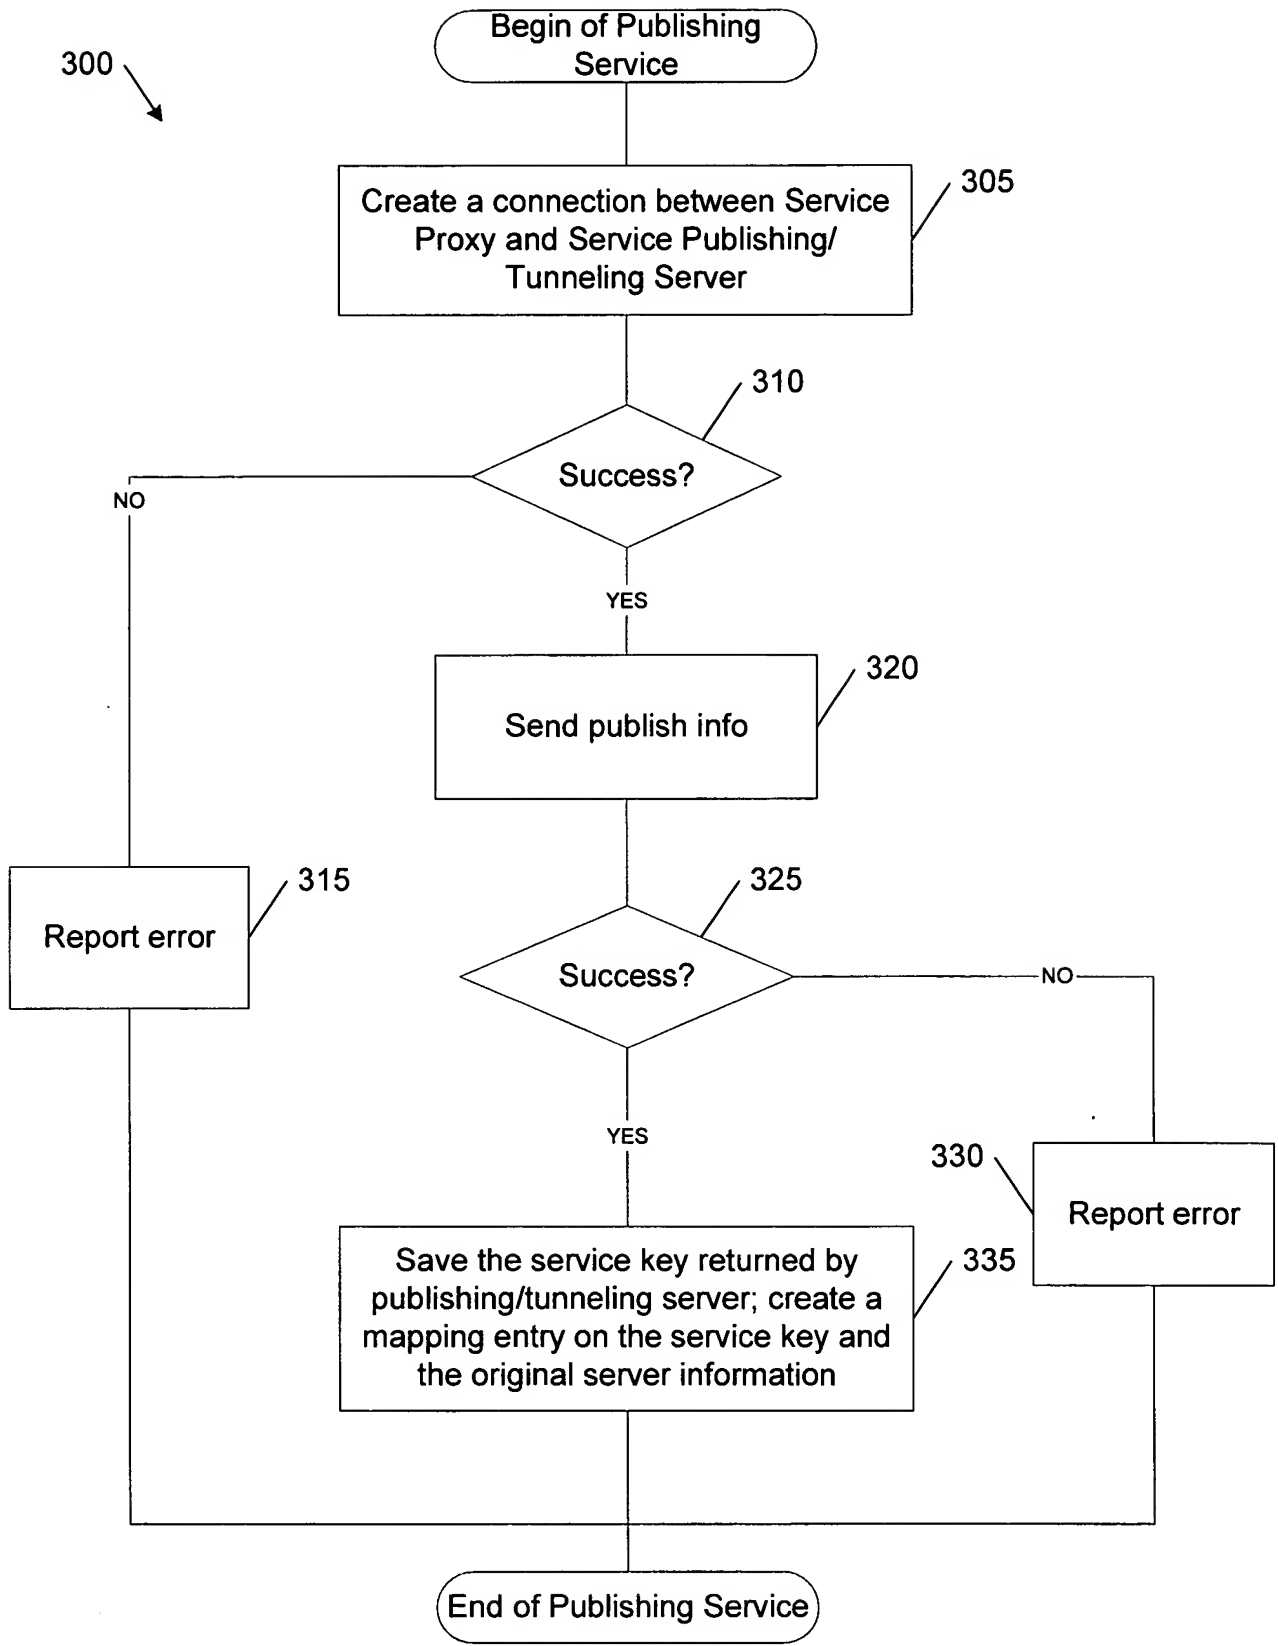 Begin of Publishing
Service
300
Create a connection between Service
Proxy and Service Publishing/
Tunneling Server
305
310
Success?
NO
YES
320
Send publish info
315
Report error
325
Success?
NO
YES
330
Report error
Save the service key returned by
publishing/tunneling server; create a
mapping entry on the service key and
the original server information
335
End of Publishing Service